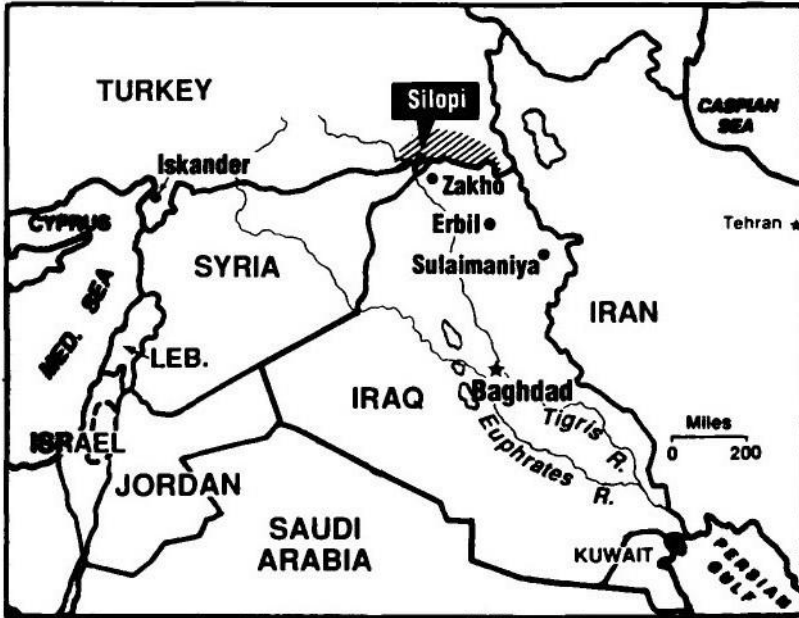 TURKEY
Silopi
CASPIAN
SEA
Iskander
Zakho
CYPRUS
Erbil
Tehran
SYRIA
Sulaimaniya
MED. SEA
IRAN
LEB.
Baghdad
IRAQ
Tigris R.
Miles
0 200
Euphrates R.
ISRAEL
JORDAN
SAUDI
ARABIA
KUWAIT
PERSIAN
GULF